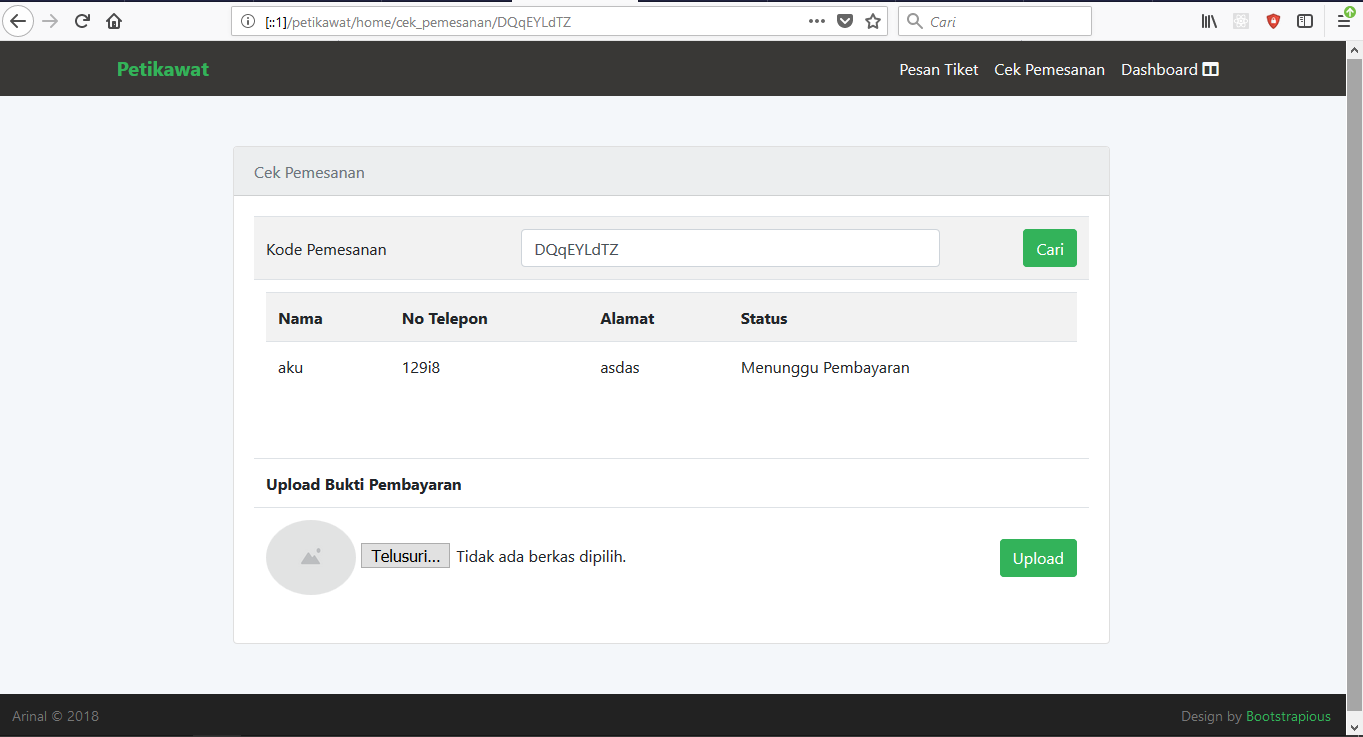 [::1]/petikawat/home/cek_pemesanan/DQqEYLdTZ
Cari
Petikawat
Pesan Tiket Cek Pemesanan Dashboard
Cek Pemesanan
Kode Pemesanan DQqEYLdTZ Cari
Nama No Telepon Alamat Status
aku 129i8 asdas Menunggu Pembayaran
Upload Bukti Pembayaran
Telusuri... Tidak ada berkas dipilih. Upload
Arinal © 2018 Design by Bootstrapious